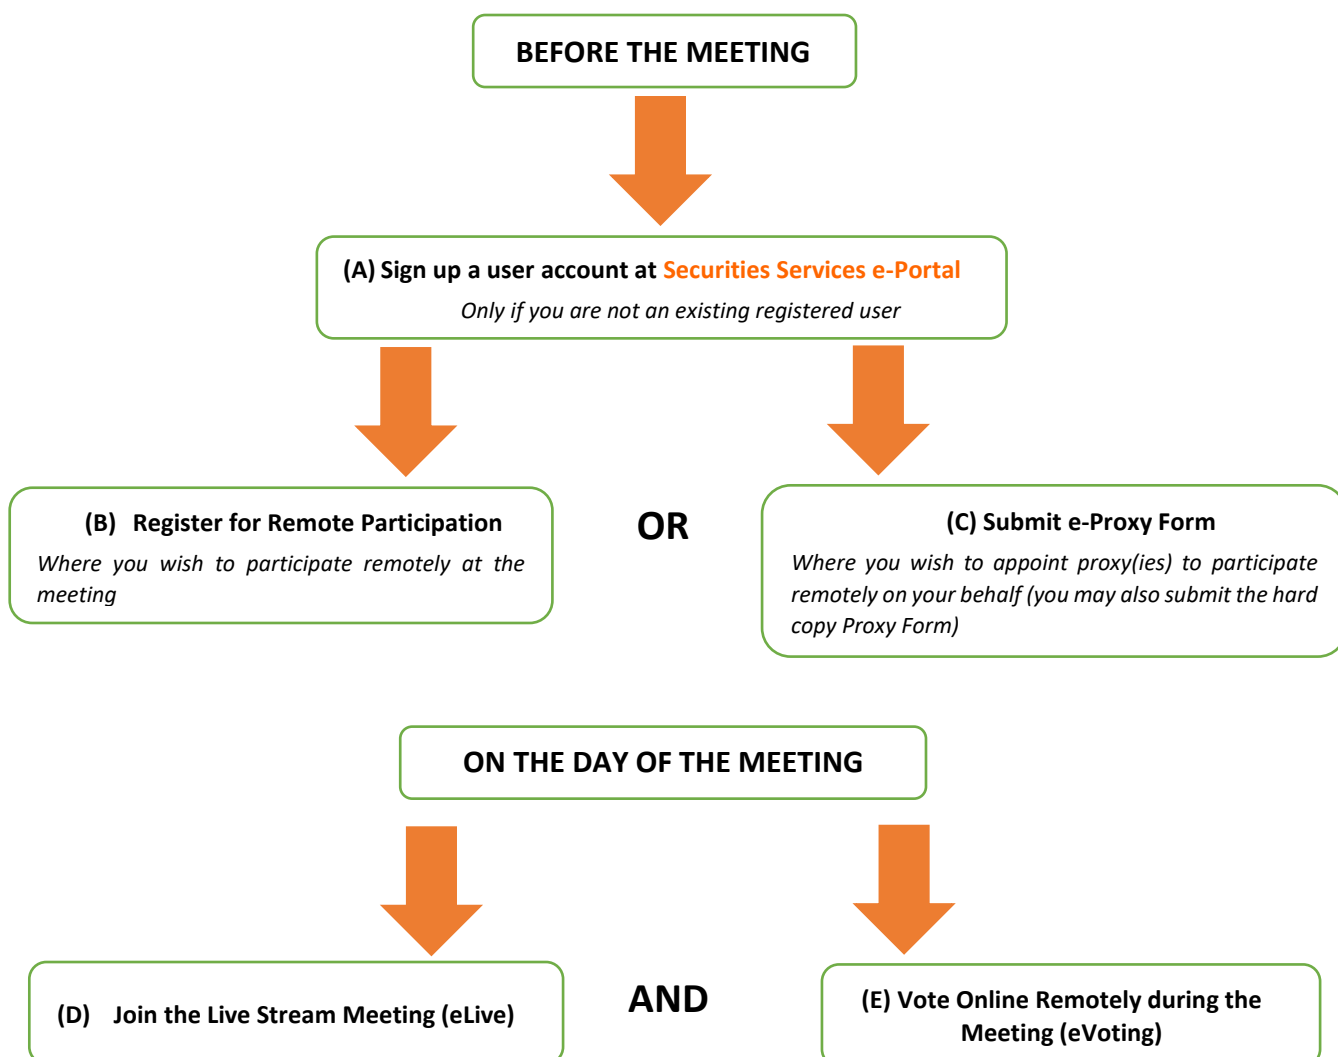 BEFORE THE MEETING
(A) Sign up a user account at Securities Services e-Portal
Only if you are not an existing registered user
(B) Register for Remote Participation
Where you wish to participate remotely at the
meeting
OR
(C) Submit e-Proxy Form
Where you wish to appoint proxy(ies) to participate
remotely on your behalf (you may also submit the hard
copy Proxy Form)
ON THE DAY OF THE MEETING
(D) Join the Live Stream Meeting (eLive)
AND
(E) Vote Online Remotely during the
Meeting (eVoting)